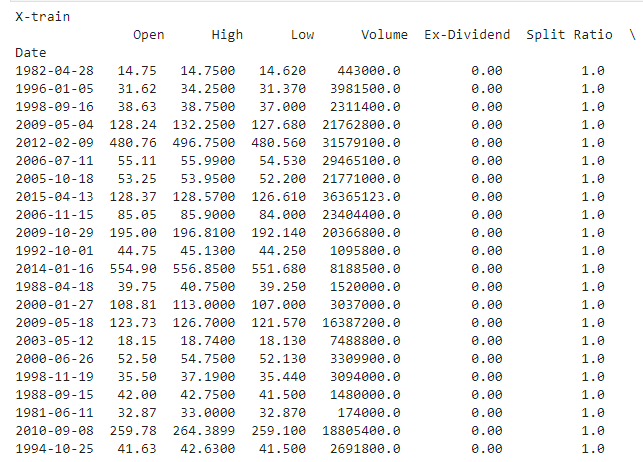 X-train
Open High Low Volume Ex-Dividend Split Ratio \
Date
1982-04-28 14.75 14.7500 14.620 443000.0 0.00 1.0
1996-01-05 31.62 34.2500 31.370 3981500.0 0.00 1.0
1998-09-16 38.63 38.7500 37.000 2311400.0 0.00 1.0
2009-05-04 128.24 132.2500 127.680 21762800.0 0.00 1.0
2012-02-09 480.76 496.7500 480.560 31579100.0 0.00 1.0
2006-07-11 55.11 55.9900 54.530 29465100.0 0.00 1.0
2005-10-18 53.25 53.9500 52.200 21771000.0 0.00 1.0
2015-04-13 128.37 128.5700 126.610 36365123.0 0.00 1.0
2006-11-15 85.05 85.9000 84.000 23404400.0 0.00 1.0
2009-10-29 195.00 196.8100 192.140 20366800.0 0.00 1.0
1992-10-01 44.75 45.1300 44.250 1095800.0 0.00 1.0
2014-01-16 554.90 556.8500 551.680 8188500.0 0.00 1.0
1988-04-18 39.75 40.7500 39.250 1520000.0 0.00 1.0
2000-01-27 108.81 113.0000 107.000 3037000.0 0.00 1.0
2009-05-18 123.73 126.7000 121.570 16387200.0 0.00 1.0
2003-05-12 18.15 18.7400 18.130 7488800.0 0.00 1.0
2000-06-26 52.50 54.7500 52.130 3309900.0 0.00 1.0
1998-11-19 35.50 37.1900 35.440 3094000.0 0.00 1.0
1988-09-15 42.00 42.7500 41.500 1480000.0 0.00 1.0
1981-06-11 32.87 33.0000 32.870 174000.0 0.00 1.0
2010-09-08 259.78 264.3899 259.100 18805400.0 0.00 1.0
1994-10-25 41.63 42.6300 41.500 2691800.0 0.00 1.0